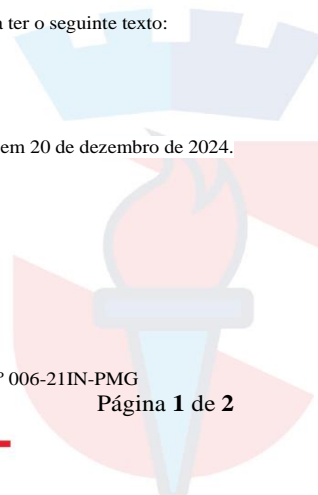 a ter o seguinte texto:
em 20 de dezembro de 2024.
º 006-21IN-PMG
Página 1 de 2